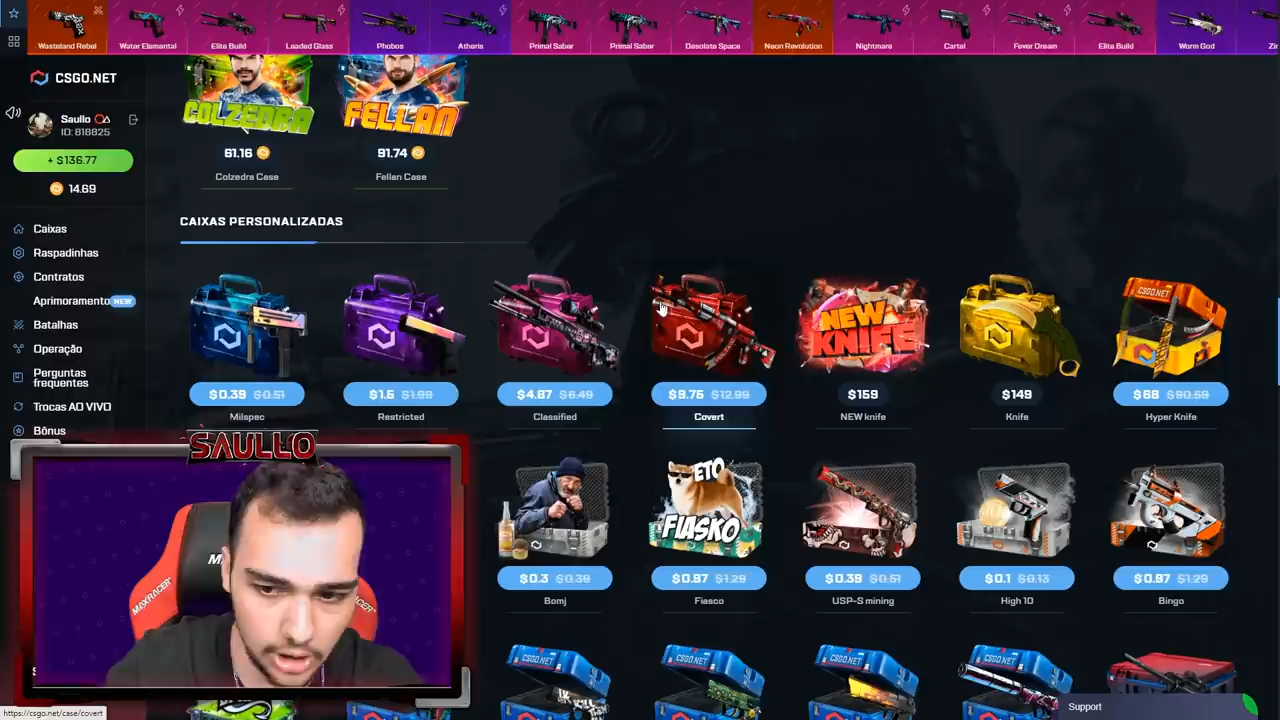 Wasteland Rebel
Water Elemental
Elite Build
Loaded Glass
Phobos
Atheris
Primal Saber
Primal Saber
Desolate Space
Neon Revolution
Nightmare
Cartel
Fever Dream
Elite Build
Worm God
CSGO.NET
Saullo
ID: 818825
+ $136.77
14.69
Caixas
Raspadinhas
Contratos
Aprimoramento NEW
Batalhas
Operação
Perguntas
frequentes
Trocas AO VIVO
Bônus
COLZEDRA
FELLAN
61.16
91.74
Colzedra Case
Fellan Case
CAIXAS PERSONALIZADAS
NEW
KNIFE
CSGO.NET
$0.39 $0.51
$1.5 $1.99
$4.87 $6.49
$9.75 $12.99
$159
$149
$68 $90.59
Milspec
Restricted
Classified
Covert
NEW knife
Knife
Hyper Knife
ETO
FIASKO
$0.3 $0.39
$0.97 $1.29
$0.39 $0.51
$0.1 $0.13
$0.97 $1.29
Bomj
Fiasco
USP-S mining
High 10
Bingo
CSGO.NET
CSGO.NET
CSGO.NET
CSGO.NET
SAULLO
MAXRACER
Support
https://csgo.net/case/covert